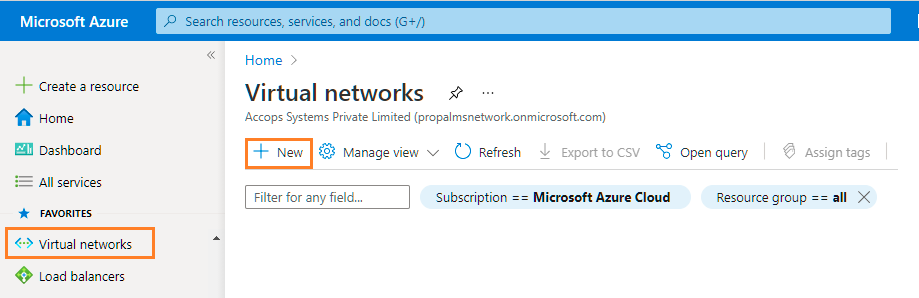 Microsoft Azure
Search resources, services, and docs (G+/)
«
Create a resource
Home
Dashboard
All services
FAVORITES
Virtual networks
Load balancers
Home >
Virtual networks
...
Accops Systems Private Limited (propalmsnetwork.onmicrosoft.com)
+ New Manage view Refresh Export to CSV Open query Assign tags
Filter for any field... Subscription == Microsoft Azure Cloud Resource group == all